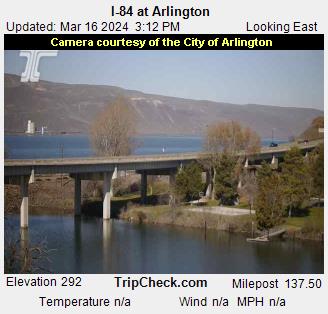 I-84 at Arlington
Updated: Mar 16 2024 3:12 PM Looking East
Camera courtesy of the City of Arlington
Elevation 292 TripCheck.com Milepost 137.50
Temperature n/a Wind n/a MPH n/a